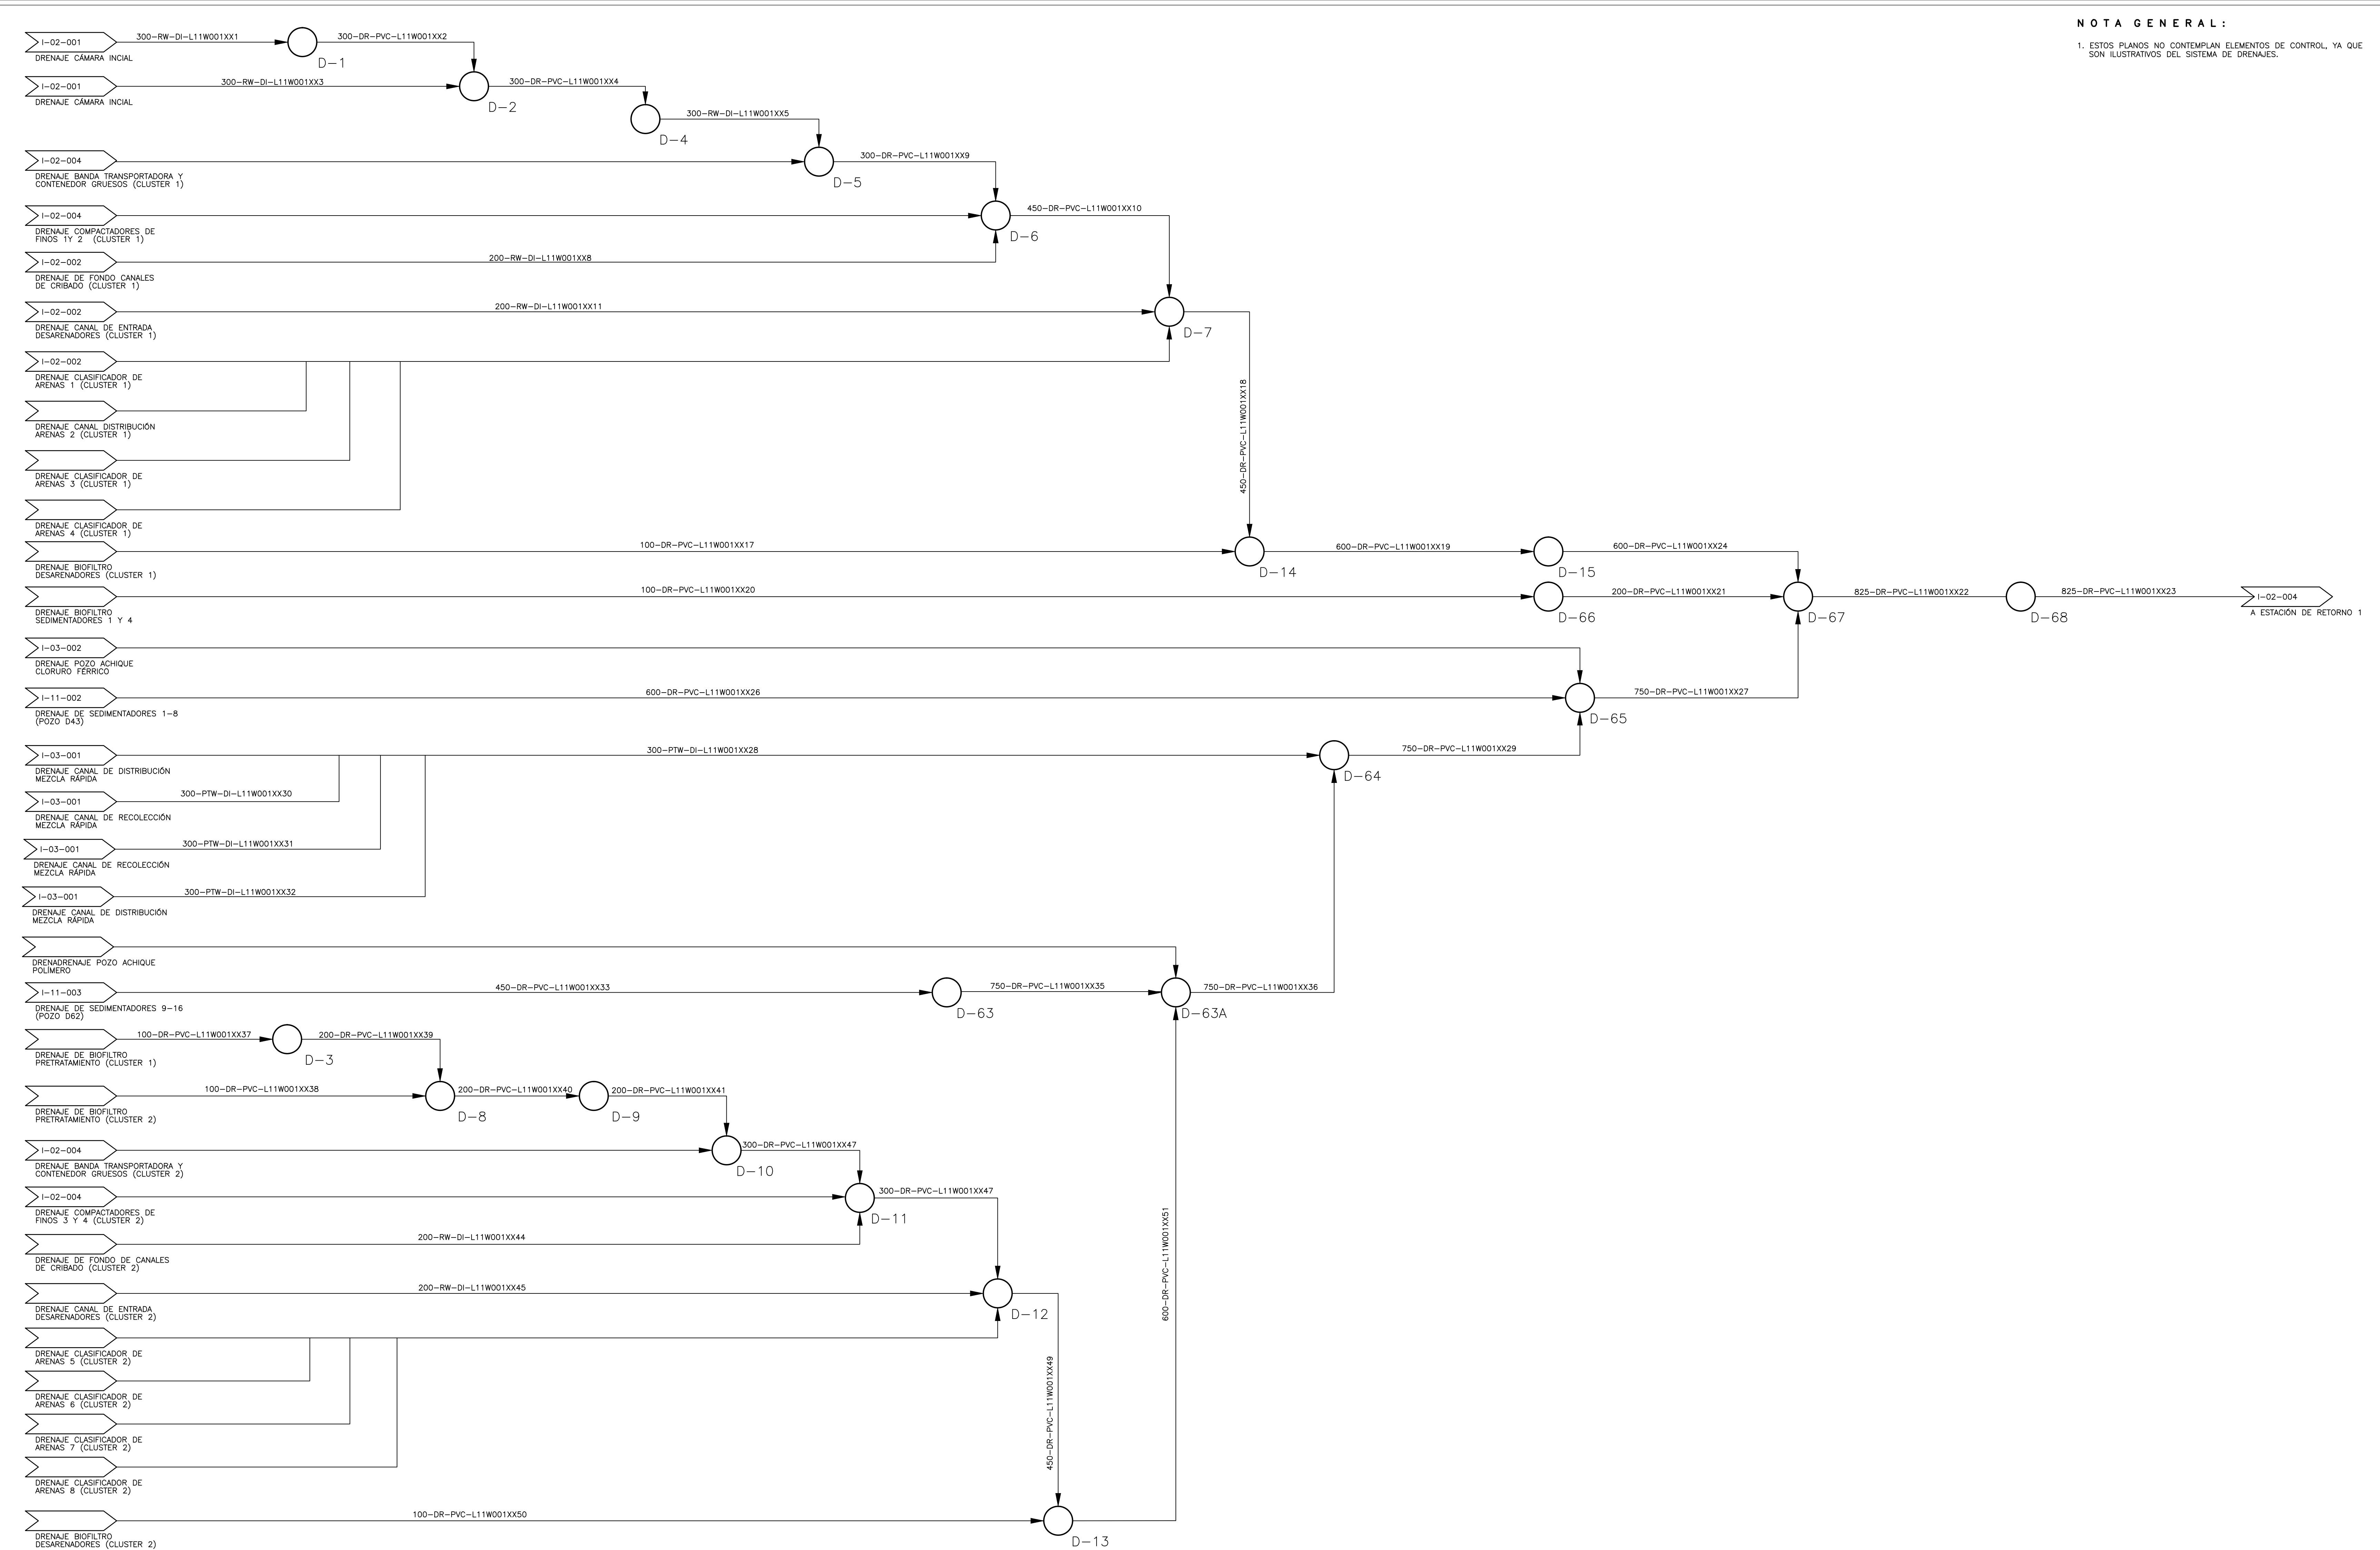 NOTA GENERAL:
1. ESTOS PLANOS NO CONTEMPLAN ELEMENTOS DE CONTROL, YA QUE
SON ILUSTRATIVOS DEL SISTEMA DE DRENAJES.
I-02-001
300-RW-DI-L11W001XX1
300-DR-PVC-L11W001XX2
DRENAJE CÁMARA INCIAL
D-1
I-02-001
300-RW-DI-L11W001XX3
300-DR-PVC-L11W001XX4
DRENAJE CÁMARA INCIAL
D-2
300-RW-DI-L11W001XX5
D-4
I-02-004
300-DR-PVC-L11W001XX9
DRENAJE BANDA TRANSPORTADORA Y
CONTENEDOR GRUESOS (CLUSTER 1)
D-5
I-02-004
450-DR-PVC-L11W001XX10
DRENAJE COMPACTADORES DE
FINOS 1Y 2 (CLUSTER 1)
D-6
I-02-002
200-RW-DI-L11W001XX8
DRENAJE DE FONDO CANALES
DE CRIBADO (CLUSTER 1)
I-02-002
200-RW-DI-L11W001XX11
DRENAJE CANAL DE ENTRADA
DESARENADORES (CLUSTER 1)
D-7
I-02-002
DRENAJE CLASIFICADOR DE
ARENAS 1 (CLUSTER 1)
450-DR-PVC-L11W001XX18
DRENAJE CANAL DISTRIBUCIÓN
ARENAS 2 (CLUSTER 1)
DRENAJE CLASIFICADOR DE
ARENAS 3 (CLUSTER 1)
DRENAJE CLASIFICADOR DE
ARENAS 4 (CLUSTER 1)
100-DR-PVC-L11W001XX17
600-DR-PVC-L11W001XX19
600-DR-PVC-L11W001XX24
DRENAJE BIOFILTRO
DESARENADORES (CLUSTER 1)
D-14
D-15
100-DR-PVC-L11W001XX20
200-DR-PVC-L11W001XX21
825-DR-PVC-L11W001XX22
825-DR-PVC-L11W001XX23
I-02-004
DRENAJE BIOFILTRO
SEDIMENTADORES 1 Y 4
D-66
D-67
D-68
A ESTACIÓN DE RETORNO 1
I-03-002
DRENAJE POZO ACHIQUE
CLORURO FÉRRICO
I-11-002
600-DR-PVC-L11W001XX26
750-DR-PVC-L11W001XX27
DRENAJE DE SEDIMENTADORES 1-8
(POZO D43)
D-65
I-03-001
300-PTW-DI-L11W001XX28
750-DR-PVC-L11W001XX29
DRENAJE CANAL DE DISTRIBUCIÓN
MEZCLA RÁPIDA
D-64
I-03-001
300-PTW-DI-L11W001XX30
DRENAJE CANAL DE RECOLECCIÓN
MEZCLA RÁPIDA
I-03-001
300-PTW-DI-L11W001XX31
DRENAJE CANAL DE RECOLECCIÓN
MEZCLA RÁPIDA
I-03-001
300-PTW-DI-L11W001XX32
DRENAJE CANAL DE DISTRIBUCIÓN
MEZCLA RÁPIDA
DRENADRENAJE POZO ACHIQUE
POLÍMERO
I-11-003
450-DR-PVC-L11W001XX33
750-DR-PVC-L11W001XX35
750-DR-PVC-L11W001XX36
DRENAJE DE SEDIMENTADORES 9-16
(POZO D62)
D-63
D-63A
100-DR-PVC-L11W001XX37
200-DR-PVC-L11W001XX39
DRENAJE DE BIOFILTRO
PRETRATAMIENTO (CLUSTER 1)
D-3
100-DR-PVC-L11W001XX38
200-DR-PVC-L11W001XX40
200-DR-PVC-L11W001XX41
DRENAJE DE BIOFILTRO
PRETRATAMIENTO (CLUSTER 2)
D-8
D-9
I-02-004
300-DR-PVC-L11W001XX47
DRENAJE BANDA TRANSPORTADORA Y
CONTENEDOR GRUESOS (CLUSTER 2)
D-10
I-02-004
300-DR-PVC-L11W001XX47
DRENAJE COMPACTADORES DE
FINOS 3 Y 4 (CLUSTER 2)
D-11
200-RW-DI-L11W001XX44
DRENAJE DE FONDO DE CANALES
DE CRIBADO (CLUSTER 2)
600-DR-PVC-L11W001XX51
200-RW-DI-L11W001XX45
DRENAJE CANAL DE ENTRADA
DESARENADORES (CLUSTER 2)
D-12
DRENAJE CLASIFICADOR DE
ARENAS 5 (CLUSTER 2)
450-DR-PVC-L11W001XX49
DRENAJE CLASIFICADOR DE
ARENAS 6 (CLUSTER 2)
DRENAJE CLASIFICADOR DE
ARENAS 7 (CLUSTER 2)
DRENAJE CLASIFICADOR DE
ARENAS 8 (CLUSTER 2)
100-DR-PVC-L11W001XX50
DRENAJE BIOFILTRO
DESARENADORES (CLUSTER 2)
D-13